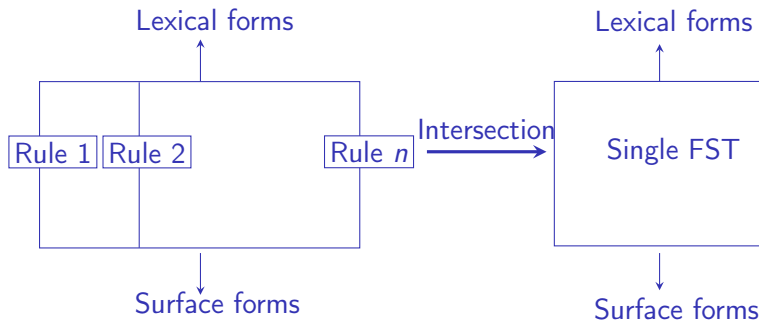 Lexical forms
Rule 1 Rule 2 Rule n
Surface forms
Intersection
Lexical forms
Single FST
Surface forms